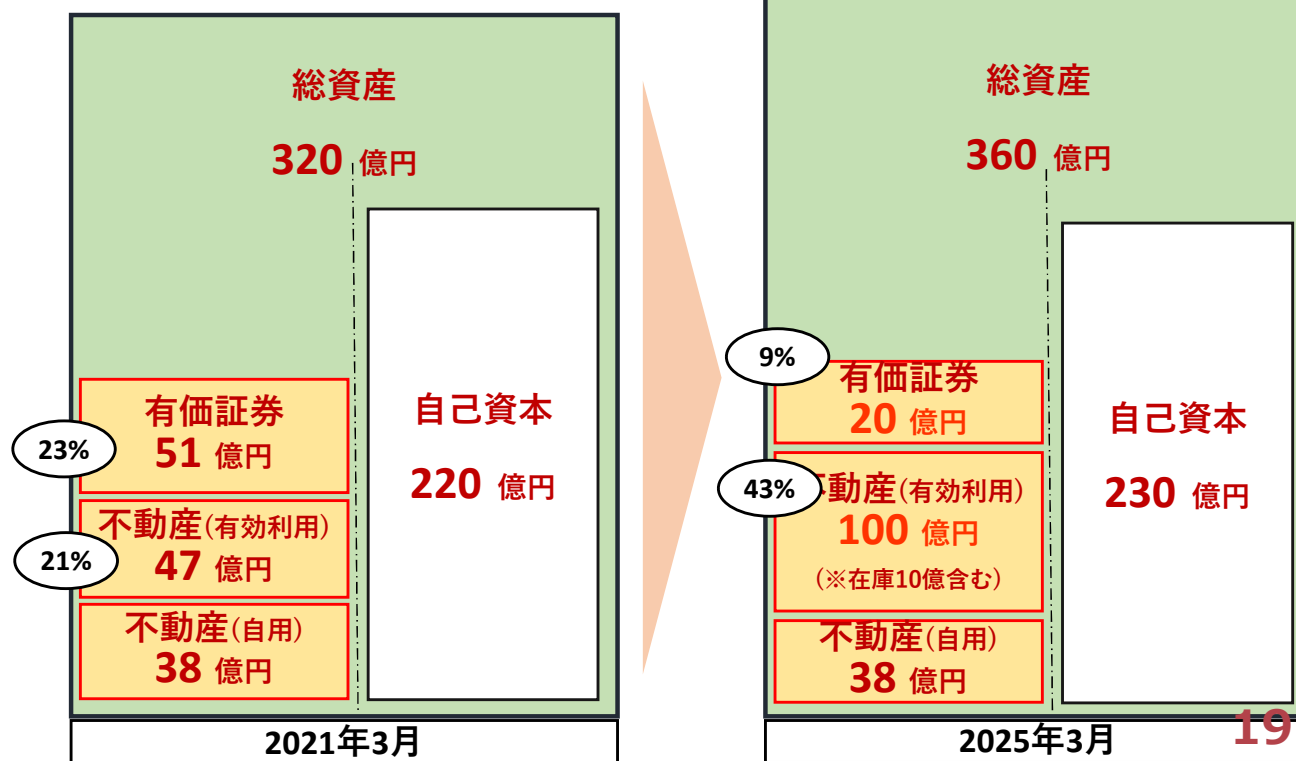 総資産
320 億円
有価証券
51 億円
23%
不動産(有効利用)
47 億円
21%
不動産(自用)
38 億円
自己資本
220 億円
2021年3月
総資産
360 億円
9%
有価証券
20 億円
43%
動産(有効利用)
100 億円
(※在庫10億含む)
不動産(自用)
38 億円
自己資本
230 億円
2025年3月
19